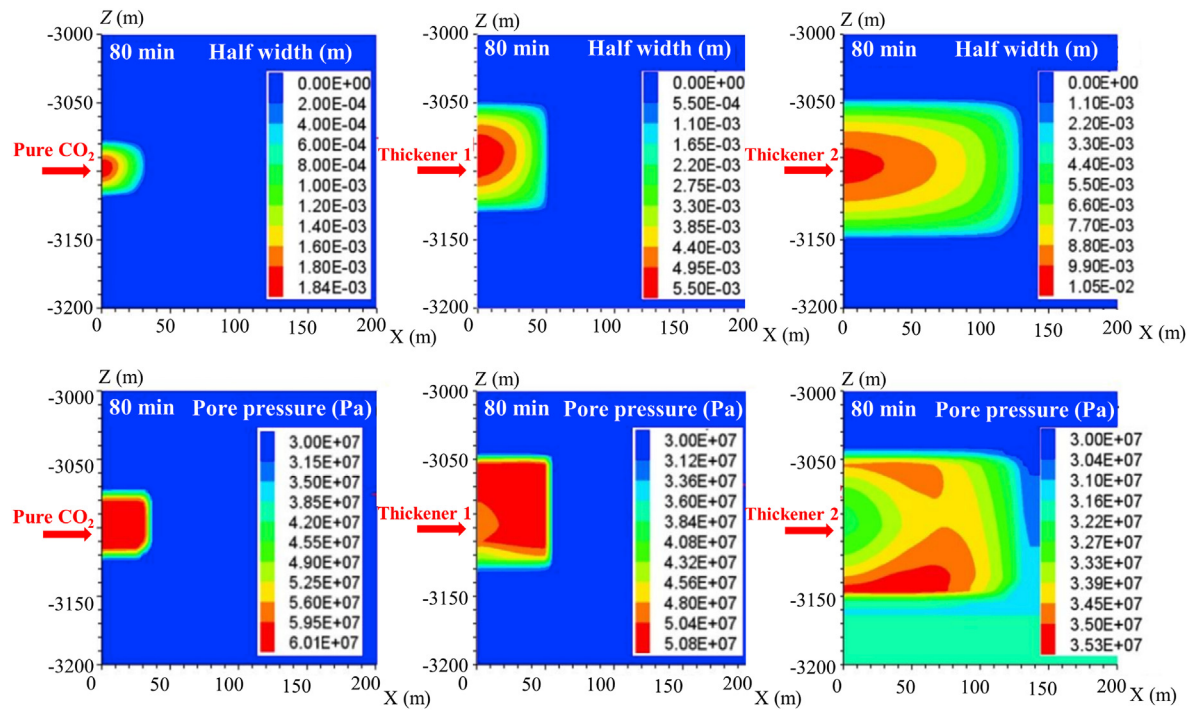 Z (m)
-3000
80 min Half width (m)
0.00E+00
2.00E-04
4.00E-04
6.00E-04
8.00E-04
1.00E-03
1.20E-03
1.40E-03
1.60E-03
1.80E-03
1.84E-03
-3050
Pure CO₂
-3100
-3150
-3200
0 50 100 150 200
X (m)
Z (m)
-3000
80 min Half width (m)
0.00E+00
5.50E-04
1.10E-03
1.65E-03
2.20E-03
2.75E-03
3.30E-03
3.85E-03
4.40E-03
4.95E-03
5.50E-03
-3050
Thickener 1
-3100
-3150
-3200
0 50 100 150 200
X (m)
Z (m)
-3000
80 min Half width (m)
0.00E+00
1.10E-03
2.20E-03
3.30E-03
4.40E-03
5.50E-03
6.60E-03
7.70E-03
8.80E-03
9.90E-03
1.05E-02
-3050
Thickener 2
-3100
-3150
-3200
0 50 100 150 200
X (m)
Z (m)
-3000
80 min Pore pressure (Pa)
3.00E+07
3.15E+07
3.50E+07
3.85E+07
4.20E+07
4.55E+07
4.90E+07
5.25E+07
5.60E+07
5.95E+07
6.01E+07
-3050
Pure CO₂
-3100
-3150
-3200
0 50 100 150 200
X (m)
Z (m)
-3000
80 min Pore pressure (Pa)
3.00E+07
3.12E+07
3.36E+07
3.60E+07
3.84E+07
4.08E+07
4.32E+07
4.56E+07
4.80E+07
5.04E+07
5.08E+07
-3050
Thickener 1
-3100
-3150
-3200
0 50 100 150 200
X (m)
Z (m)
-3000
80 min Pore pressure (Pa)
3.00E+07
3.04E+07
3.10E+07
3.16E+07
3.22E+07
3.27E+07
3.33E+07
3.39E+07
3.45E+07
3.50E+07
3.53E+07
-3050
Thickener 2
-3100
-3150
-3200
0 50 100 150 200
X (m)